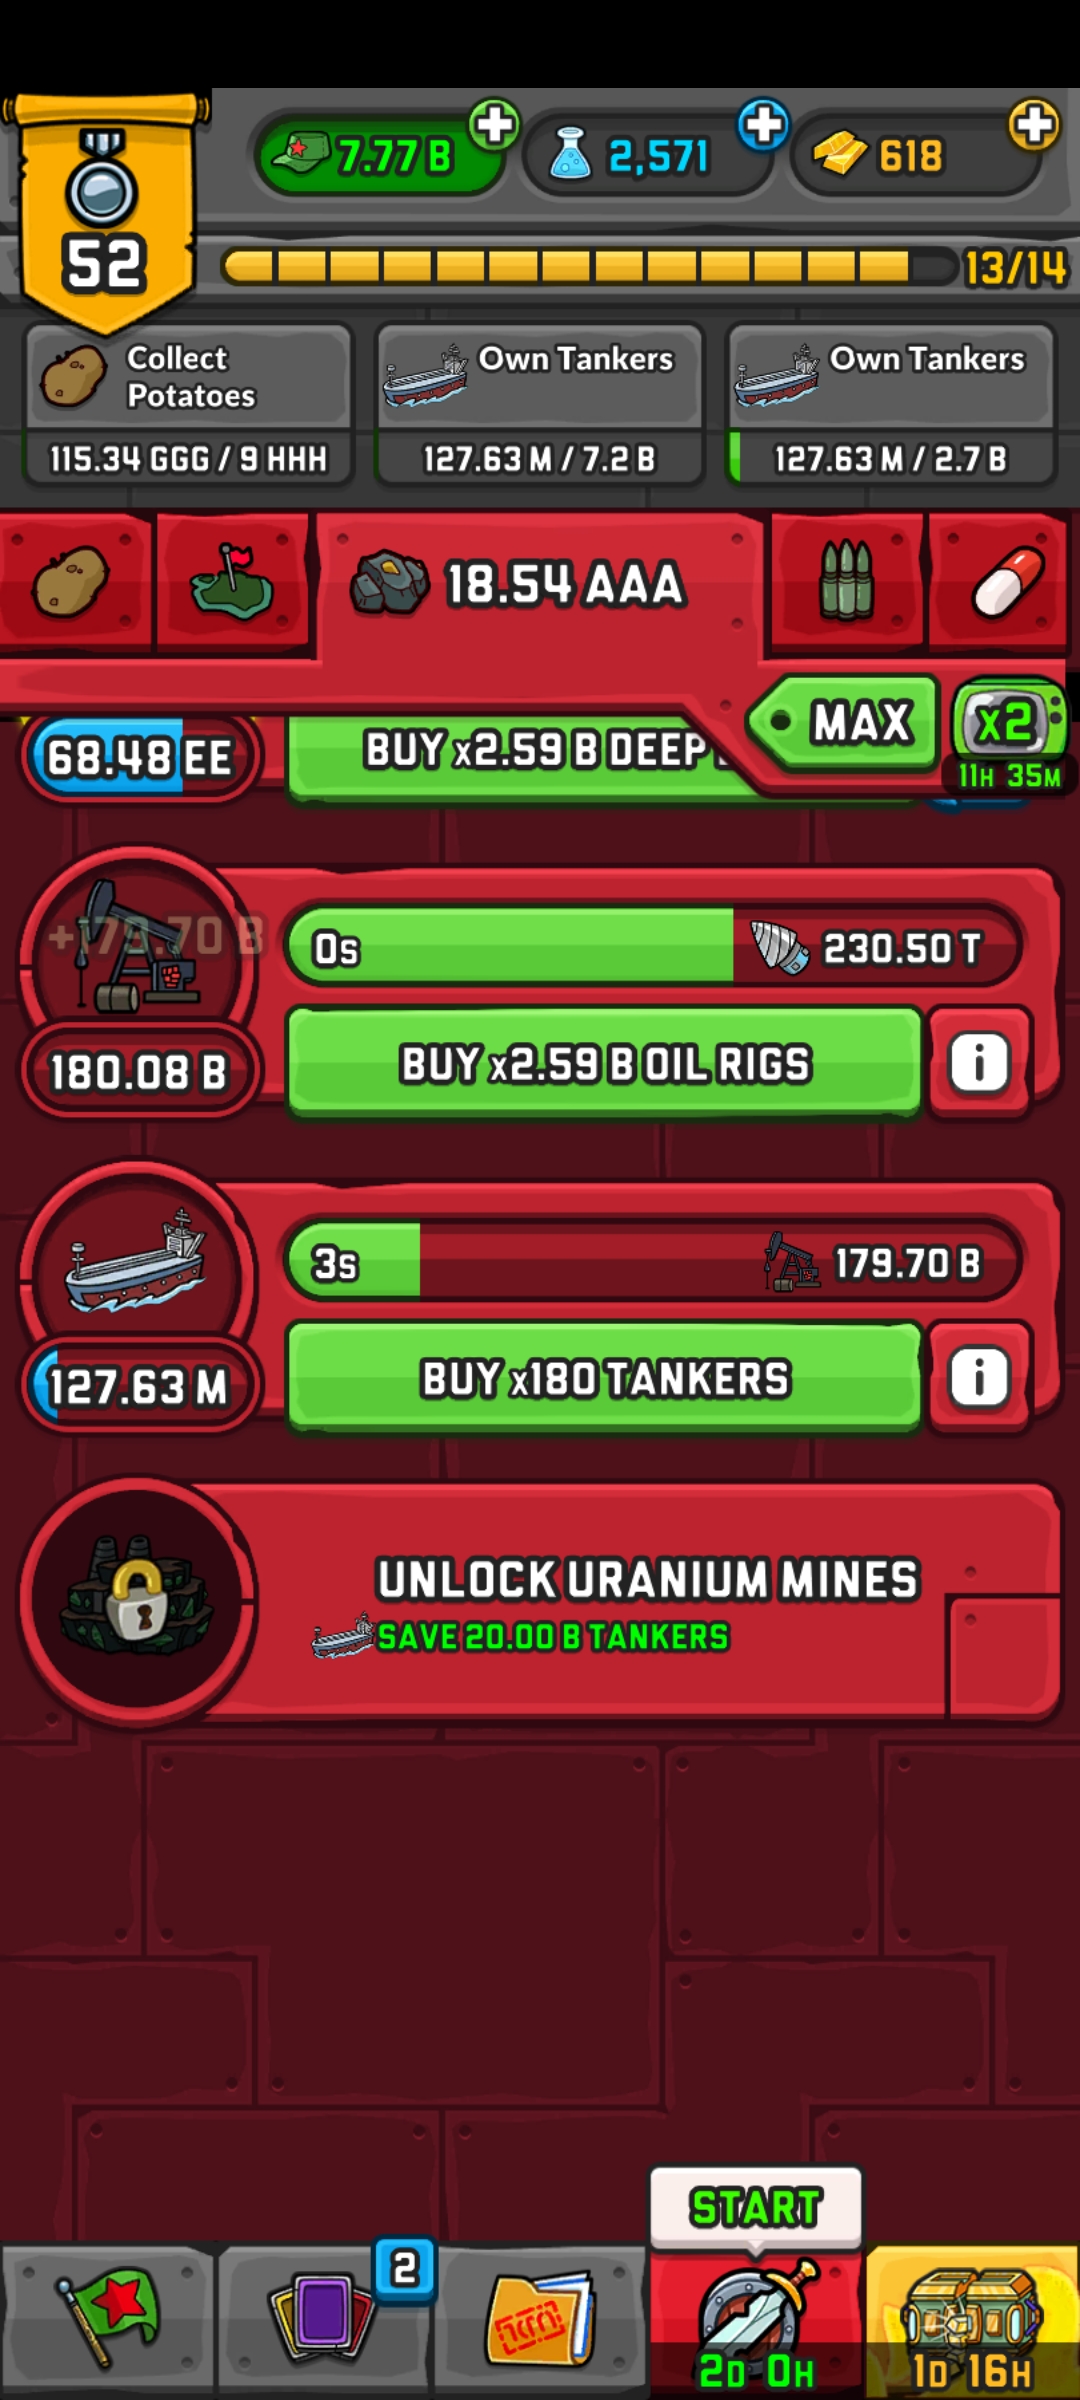 7.77 B
2,571
618
52
13/14
Collect
Potatoes
115.34 GGG / 9 HHH
Own Tankers
127.63 M / 7.2 B
Own Tankers
127.63 M / 2.7 B
18.54 AAA
MAX
x2
11H 35M
68.48 EE
BUY x2.59 B DEEP
+179.70 B
0s
230.50 T
180.08 B
BUY x2.59 B OIL RIGS
i
3s
179.70 B
127.63 M
BUY x180 TANKERS
i
UNLOCK URANIUM MINES
SAVE 20.00 B TANKERS
START
2
2D 0H
1D 16H